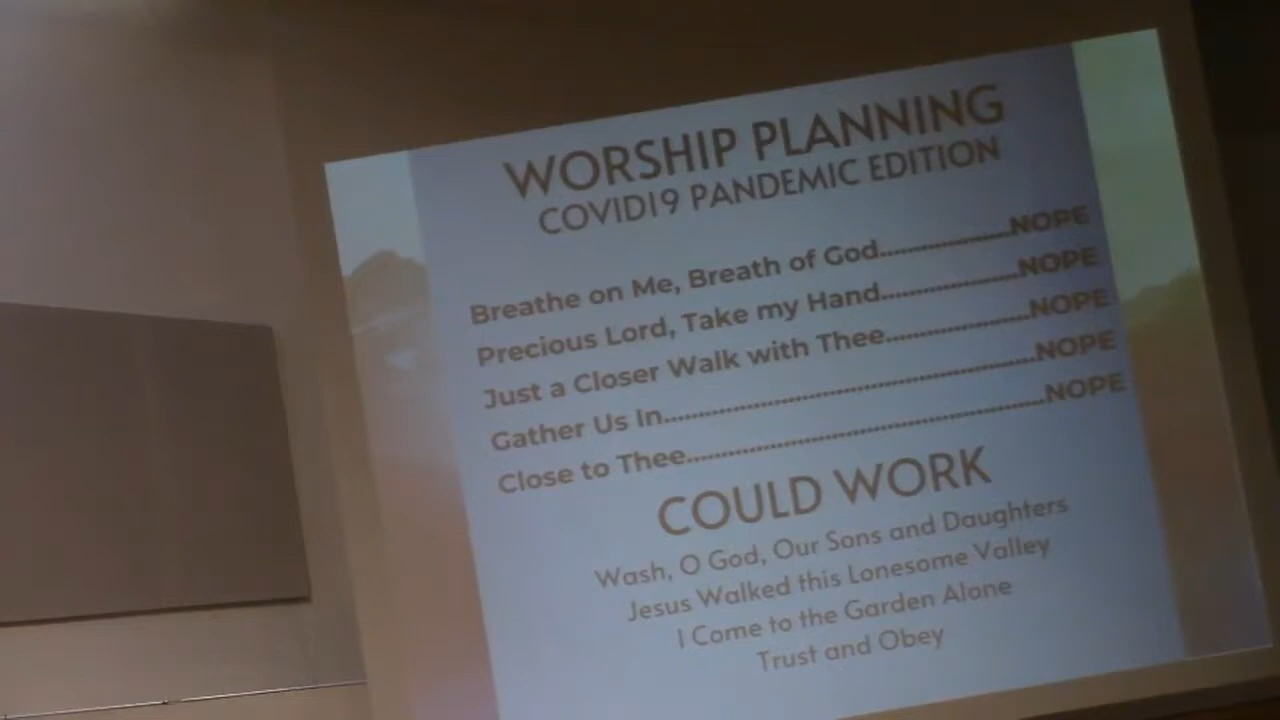 WORSHIP PLANNING
COVID19 PANDEMIC EDITION
Breathe on Me, Breath of God....................NOPE
Precious Lord, Take my Hand.....................NOPE
Just a Closer Walk with Thee.....................NOPE
Gather Us In.......................................................NOPE
Close to Thee.....................................................NOPE
COULD WORK
Wash, O God, Our Sons and Daughters
Jesus Walked this Lonesome Valley
I Come to the Garden Alone
Trust and Obey